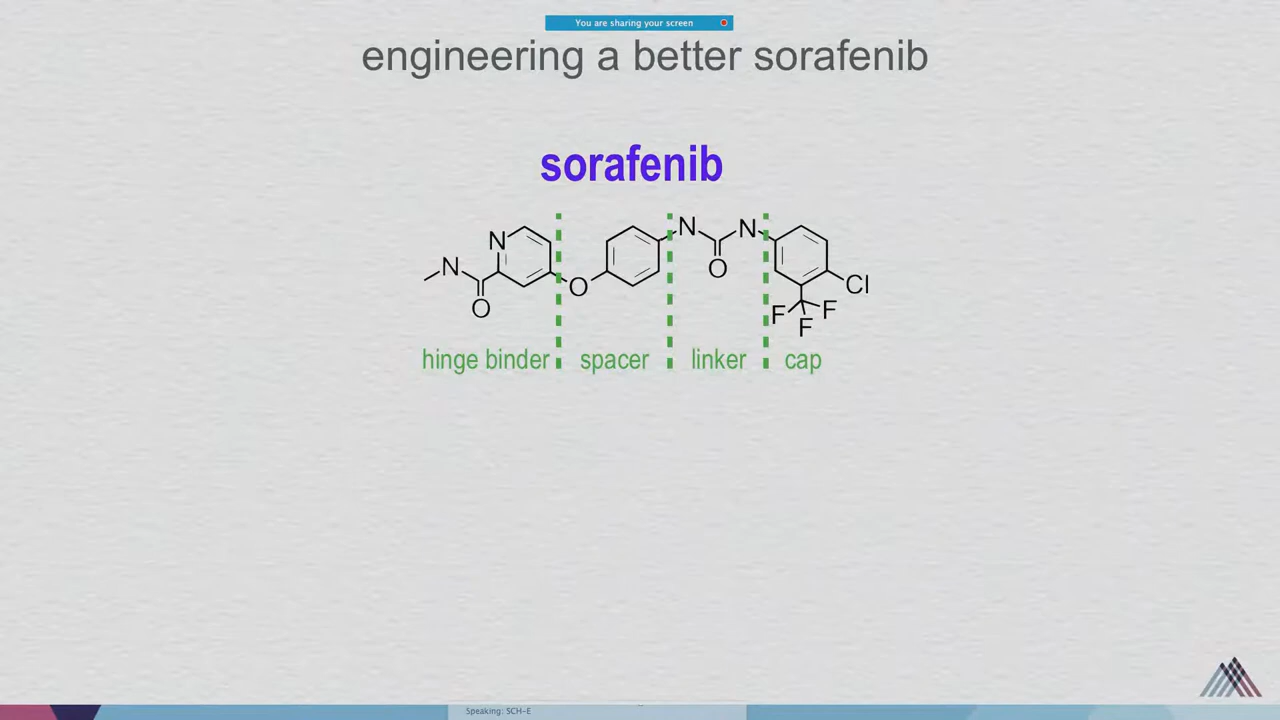 You are sharing your screen
engineering a better sorafenib
sorafenib
N N N N
O O O Cl
F F F
hinge binder spacer linker cap
Speaking: SCH-E